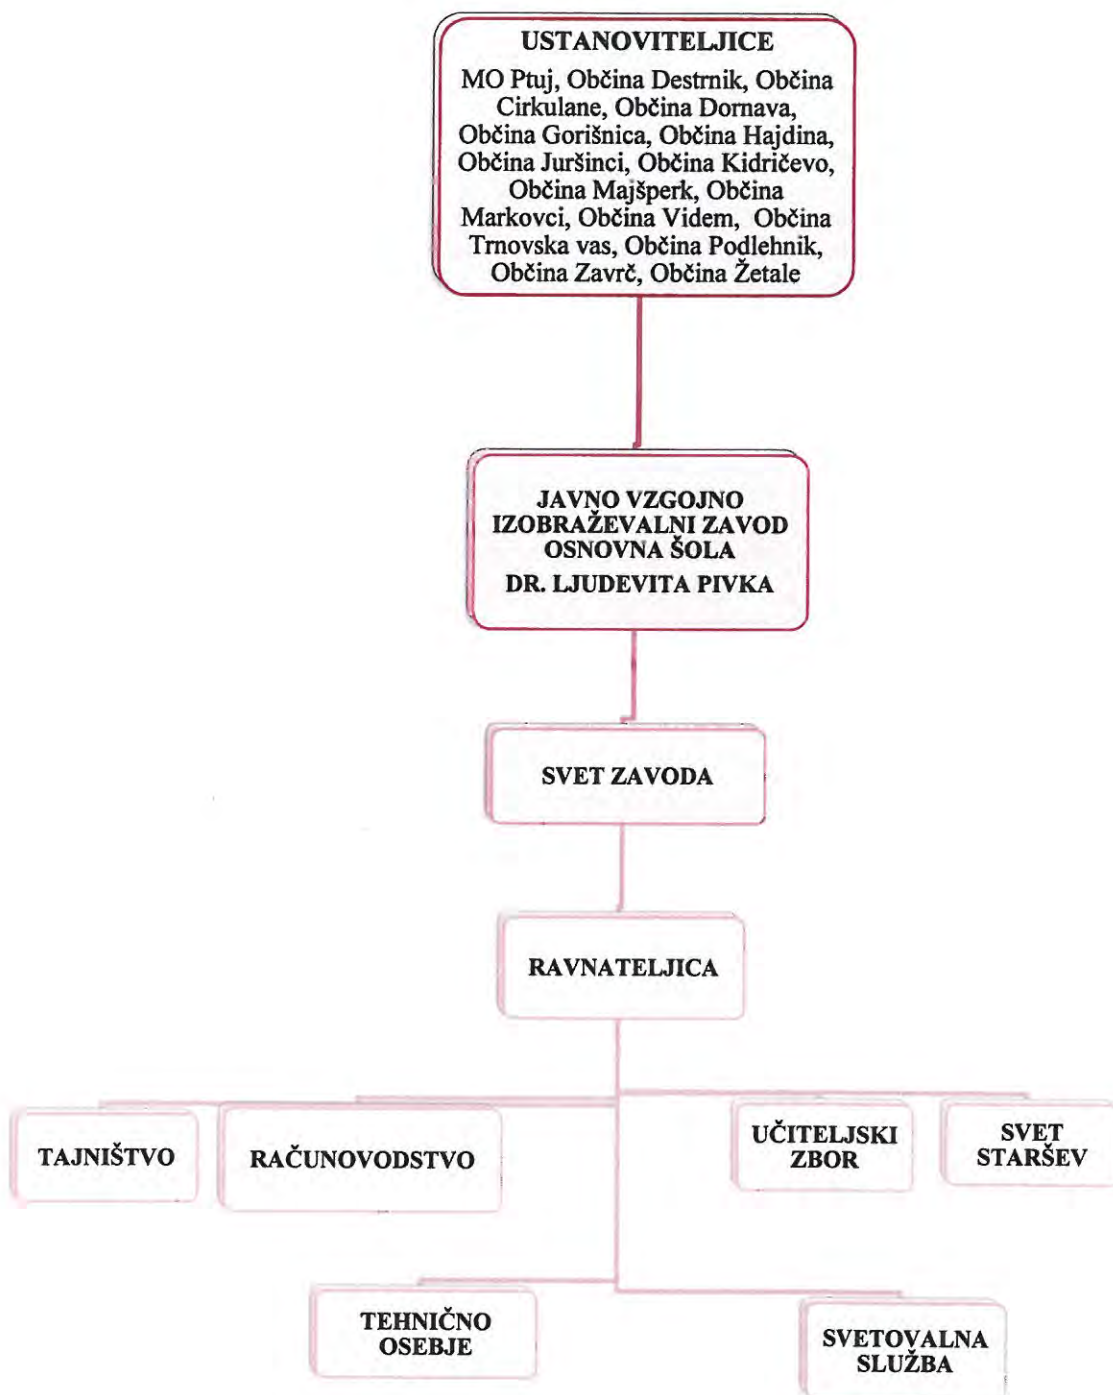 USTANOVITELJICE
MO Ptuj, Občina Destrnik, Občina
Cirkulane, Občina Dornava,
Občina Gorišnica, Občina Hajdina,
Občina Juršinci, Občina Kidričevo,
Občina Majšperk, Občina
Markovci, Občina Videm, Občina
Trnovska vas, Občina Podlehnik,
Občina Zavrč, Občina Žetale
JAVNO VZGOJNO
IZOBRAŽEVALNI ZAVOD
OSNOVNA ŠOLA
DR. LJUDEVITA PIVKA
SVET ZAVODA
RAVNATELJICA
TAJNIŠTVO
RAČUNOVODSTVO
UČITELJSKI
ZBOR
SVET
STARŠEV
TEHNIČNO
OSEBJE
SVETOVALNA
SLUŽBA